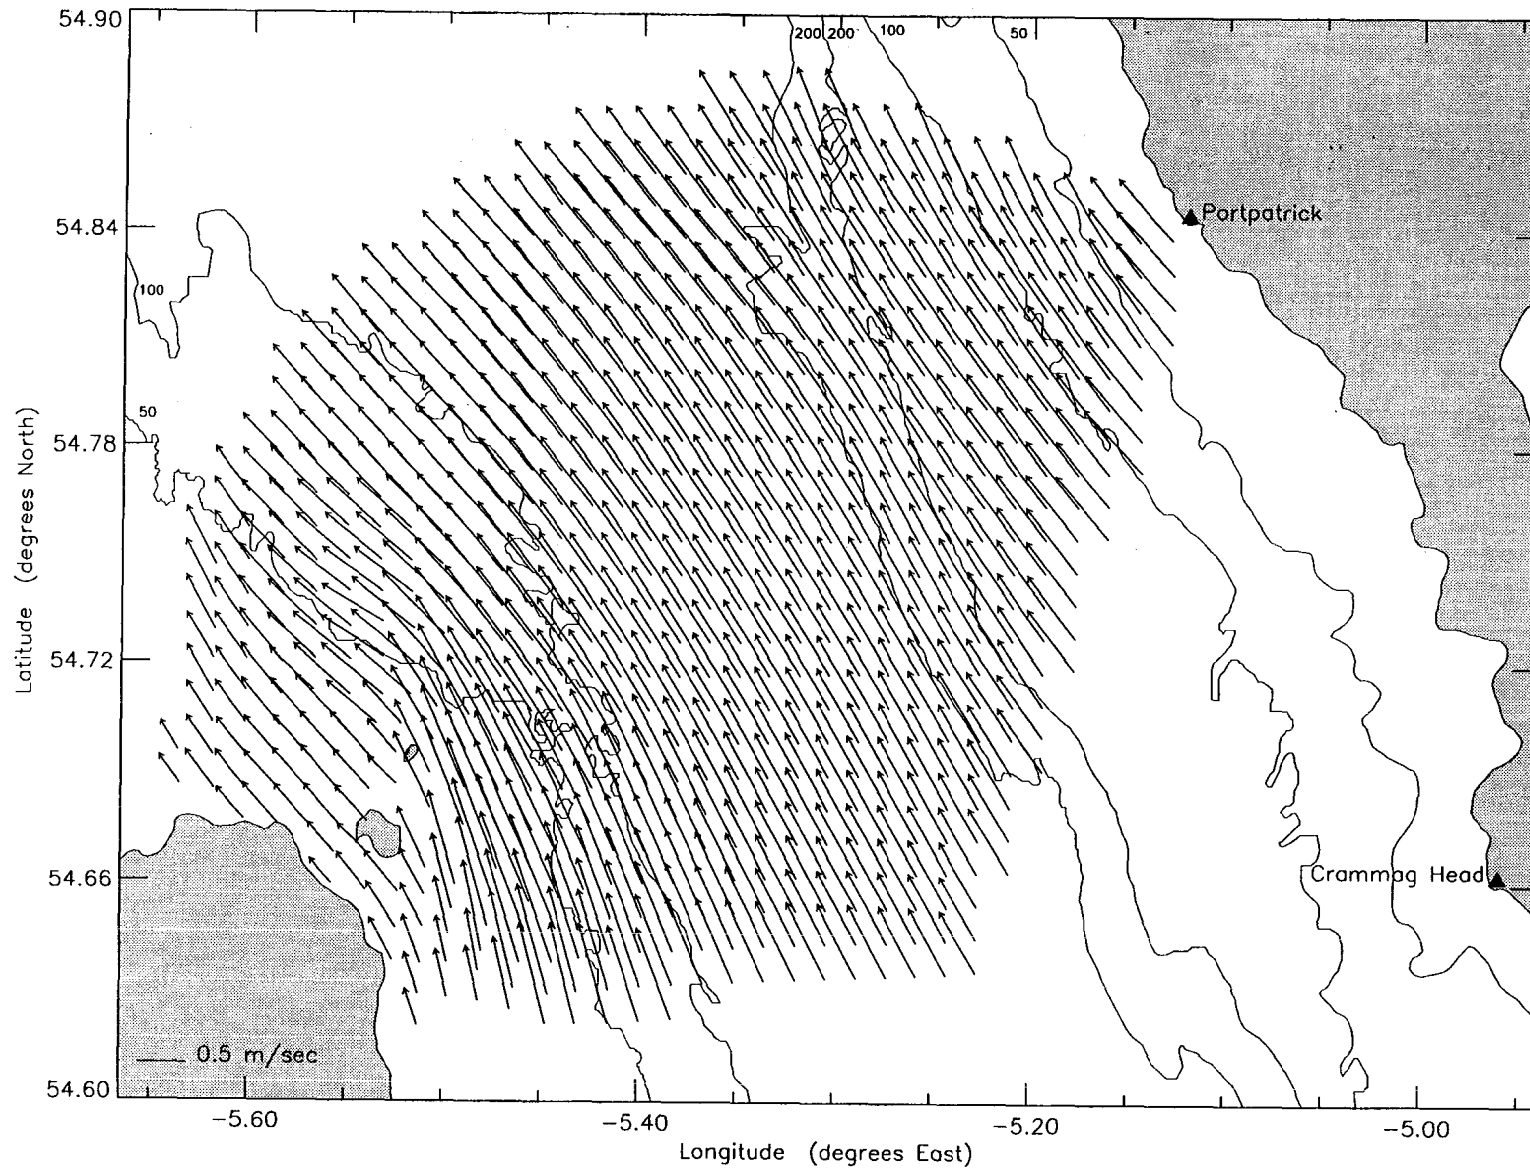 54.90
200 200 100 50
Portpatrick
54.84
100
50
54.78
Latitude (degrees North)
54.72
54.66
Crammag Head
0.5 m/sec
54.60
−5.60 −5.40 −5.20 −5.00
Longitude (degrees East)